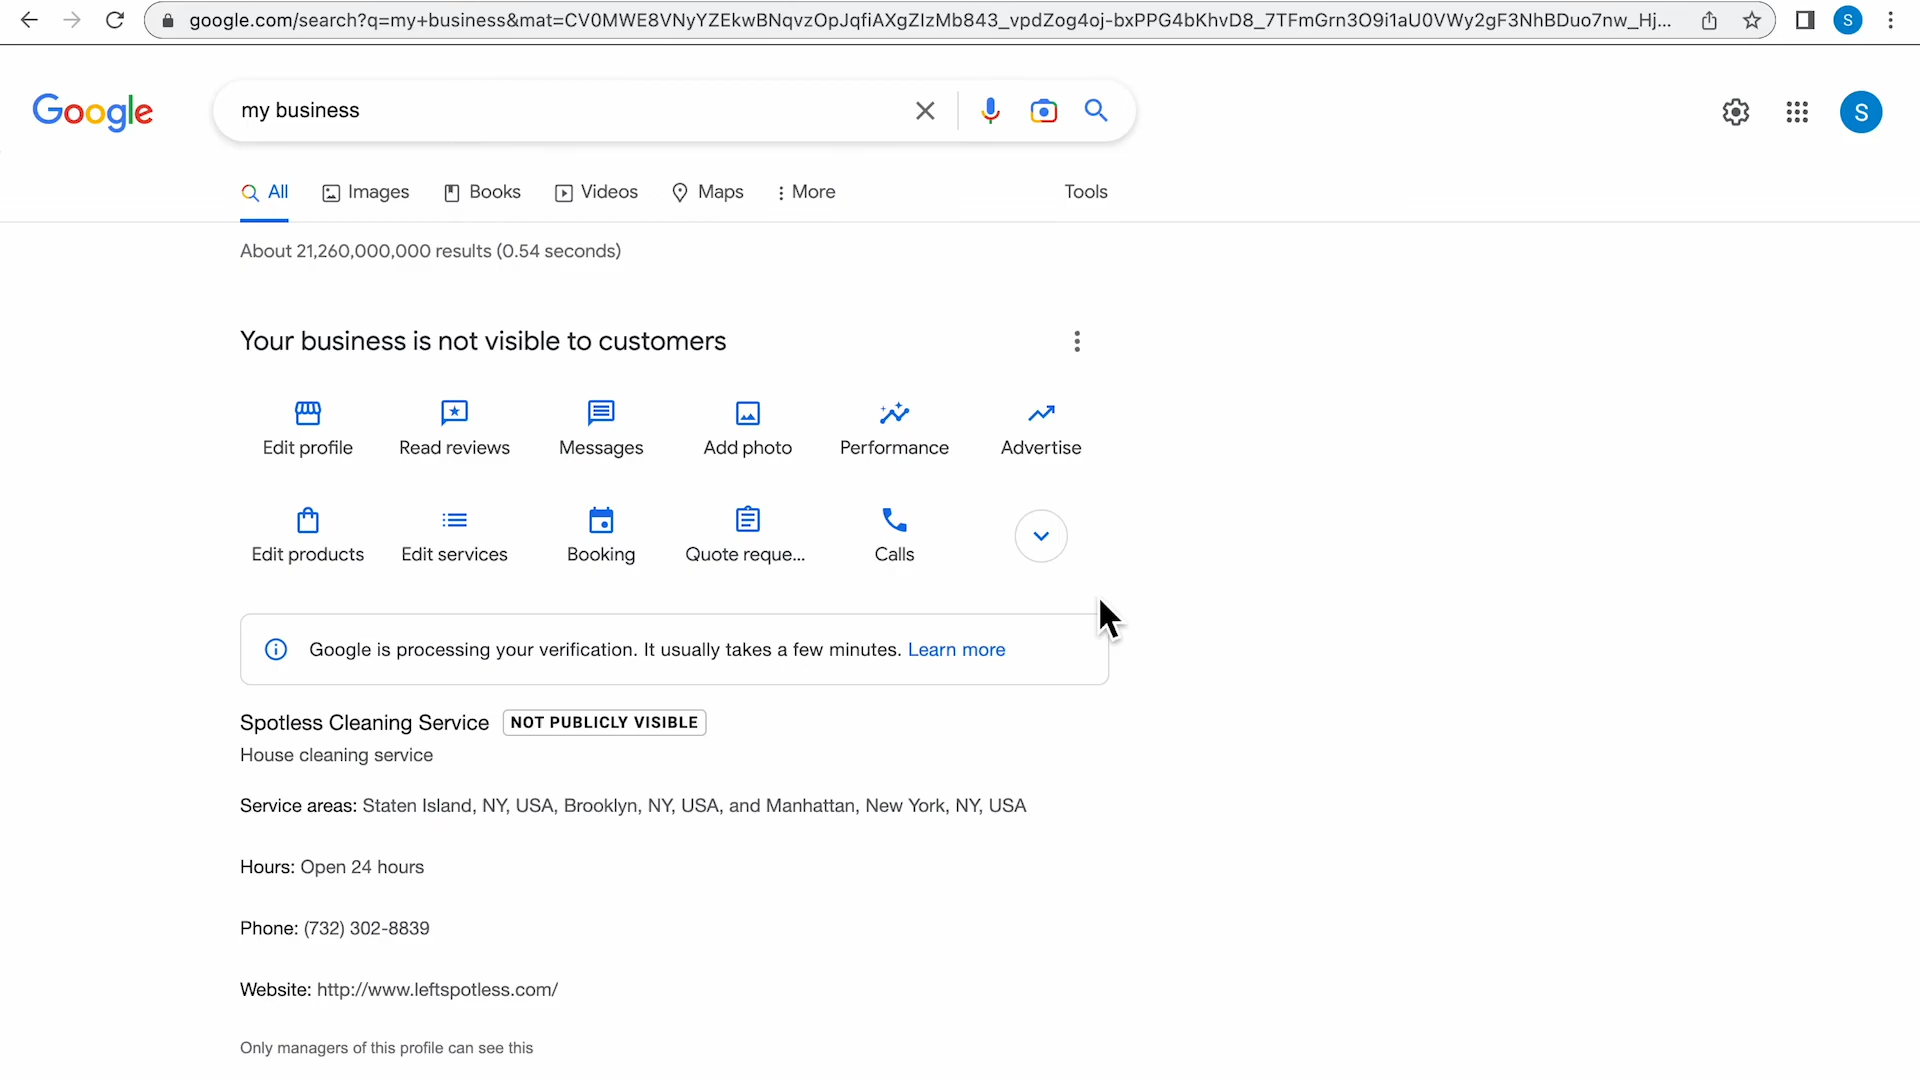 google.com/search?q=my+business&mat=CV0MWE8VNyYZEkwBNqvzOpJqfiAXgZIzMb843_vpdZog4oj-bxPPG4bKhvD8_7TFmGrn3O9i1aU0VWy2gF3NhBDuo7nw_Hj...
S
Google
my business
S
All
Images
Books
Videos
Maps
More
Tools
About 21,260,000,000 results (0.54 seconds)
Your business is not visible to customers
Edit profile
Read reviews
Messages
Add photo
Performance
Advertise
Edit products
Edit services
Booking
Quote reque...
Calls
Google is processing your verification. It usually takes a few minutes. Learn more
Spotless Cleaning Service NOT PUBLICLY VISIBLE
House cleaning service
Service areas: Staten Island, NY, USA, Brooklyn, NY, USA, and Manhattan, New York, NY, USA
Hours: Open 24 hours
Phone: (732) 302-8839
Website: http://www.leftspotless.com/
Only managers of this profile can see this